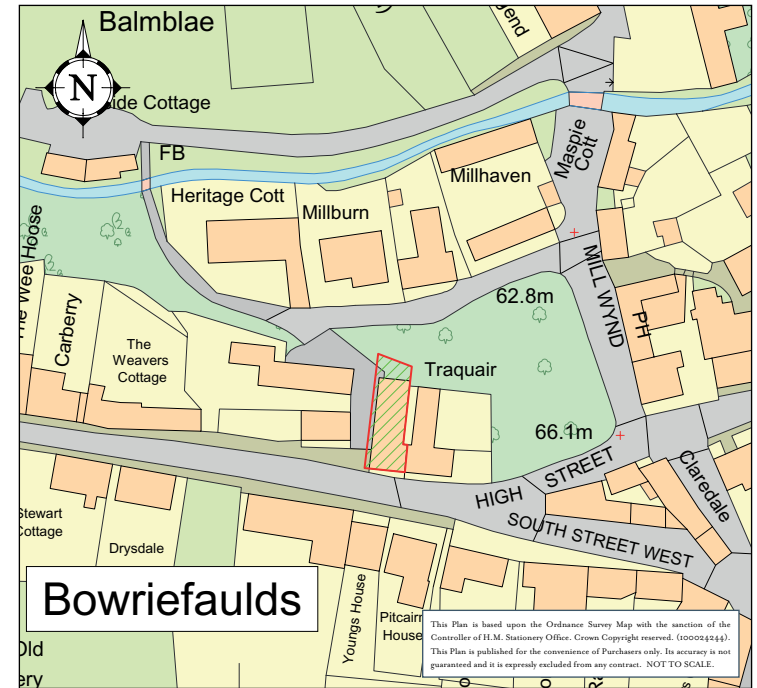 Balmblae
N
ide Cottage
FB
Heritage Cott
Millburn
Millhaven
Maspie
Cott
The Wee Hoose
Carberry
The
Weavers
Cottage
62.8m
MILL WYND
PH
Traquair
66.1m
HIGH STREET
SOUTH STREET WEST
Claredale
Stewart
Cottage
Drysdale
Bowriefaulds
Youngs House
Pitcairn
House
Old
ery
This Plan is based upon the Ordnance Survey Map with the sanction of the
Controller of H.M. Stationery Office. Crown Copyright reserved. (100024244).
This Plan is published for the convenience of Purchasers only. Its accuracy is not
guaranteed and it is expressly excluded from any contract. NOT TO SCALE.